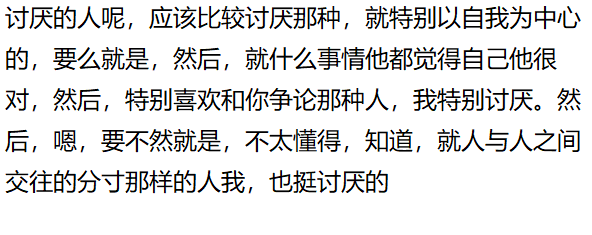 讨厌的人呢，应该比较讨厌那种，就特别以自我为中心
的，要么就是，然后，就什么事情他都觉得自己他很
对，然后，特别喜欢和你争论那种人，我特别讨厌。然
后，嗯，要不然就是，不太懂得，知道，就人与人之间
交往的分寸那样的人我，也挺讨厌的